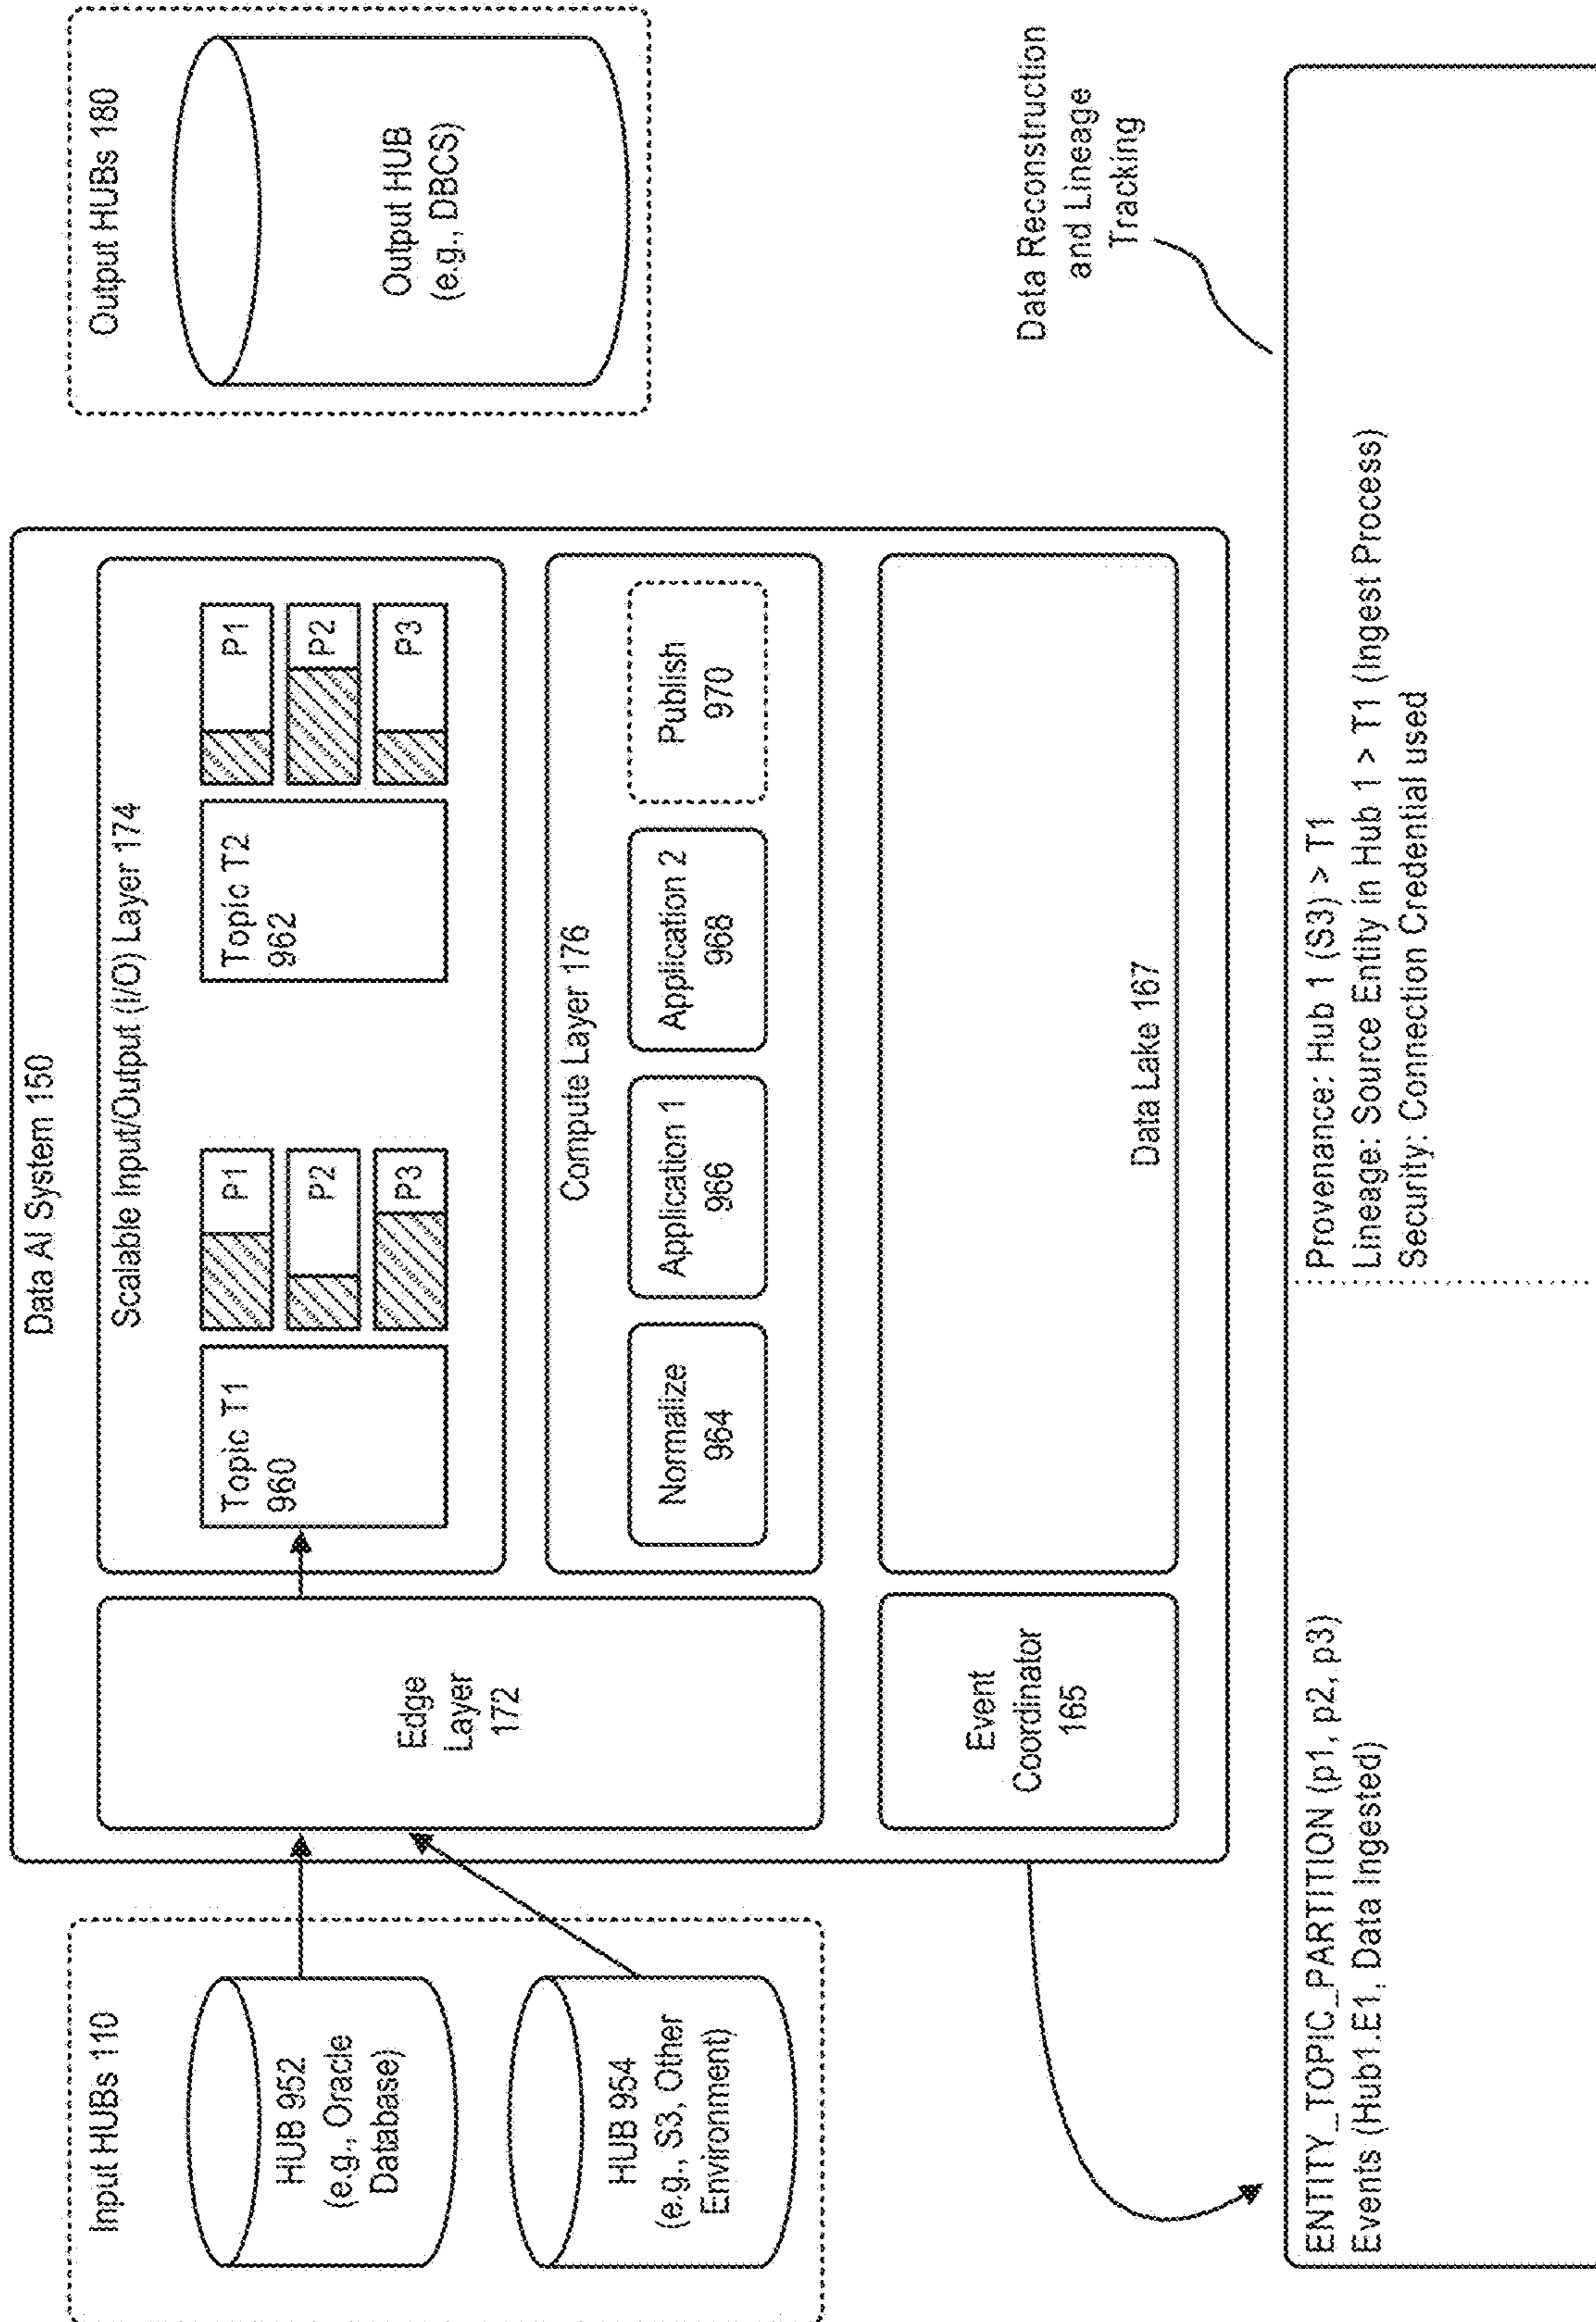 Data AI System 150
Input HUBs 110
HUB 952
(e.g., Oracle
Database)
HUB 954
(e.g., S3, Other
Environment)
Edge
Layer
172
Scalable Input/Output (I/O) Layer 174
Topic T1
960
P1
P2
P3
Topic T2
962
P1
P2
P3
Compute Layer 176
Normalize
964
Application 1
966
Application 2
968
Publish
970
Event
Coordinator
165
Data Lake 167
Output HUBs 180
Output HUB
(e.g., DBCS)
Data Reconstruction
and Lineage
Tracking
ENTITY_TOPIC_PARTITION (p1, p2, p3)
Events (Hub1.E1, Data Ingested)
Provenance: Hub 1 (S3) > T1
Lineage: Source Entity in Hub 1 > T1 (Ingest Process)
Security: Connection Credential used